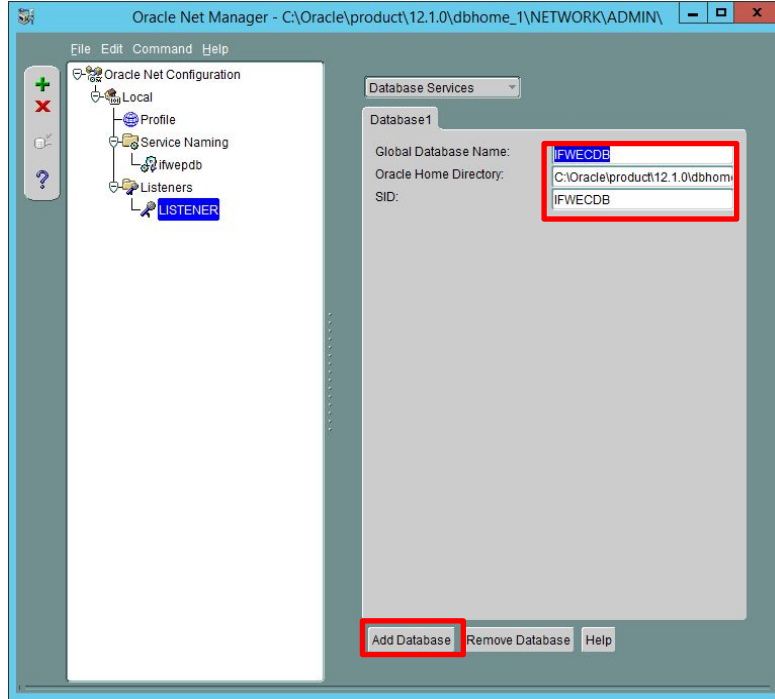 Oracle Net Manager - C:\Oracle\product\12.1.0\dbhome_1\NETWORK\ADMIN\
File Edit Command Help
Oracle Net Configuration
Local
Profile
Service Naming
ifwepdb
Listeners
LISTENER
Database Services
Database1
Global Database Name: IFWECDB
Oracle Home Directory: C:\Oracle\product\12.1.0\dbhom
SID: IFWECDB
Add Database Remove Database Help